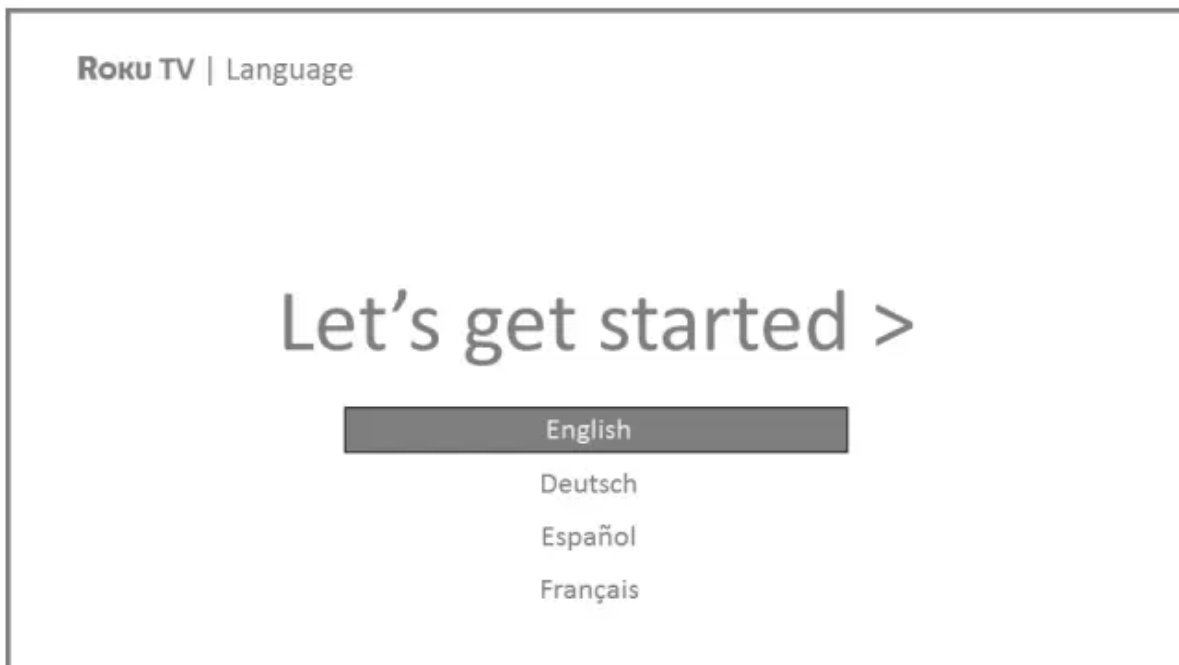 Roku TV | Language
Let’s get started >
English
Deutsch
Español
Français